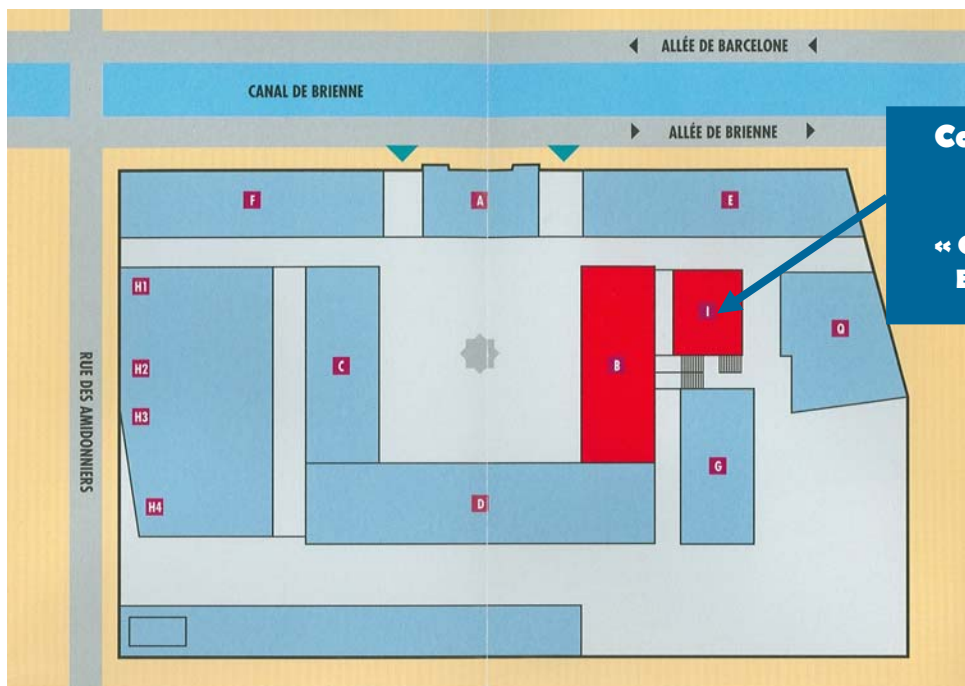 ALLÉE DE BARCELONE
CANAL DE BRIENNE
ALLÉE DE BRIENNE
F
A
E
H1
I
Q
RUE DES AMIDONNIERS
H2
C
B
H3
G
D
H4